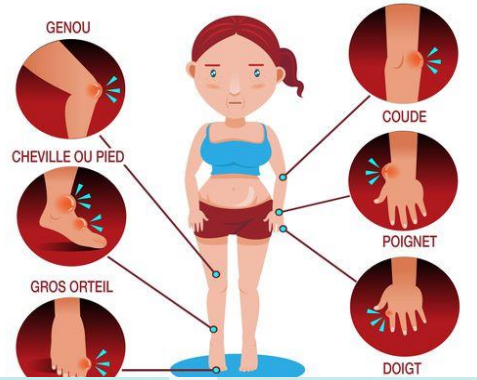 GENOU
CHEVILLE OU PIED
GROS ORTEIL
COUDE
POIGNET
DOIGT